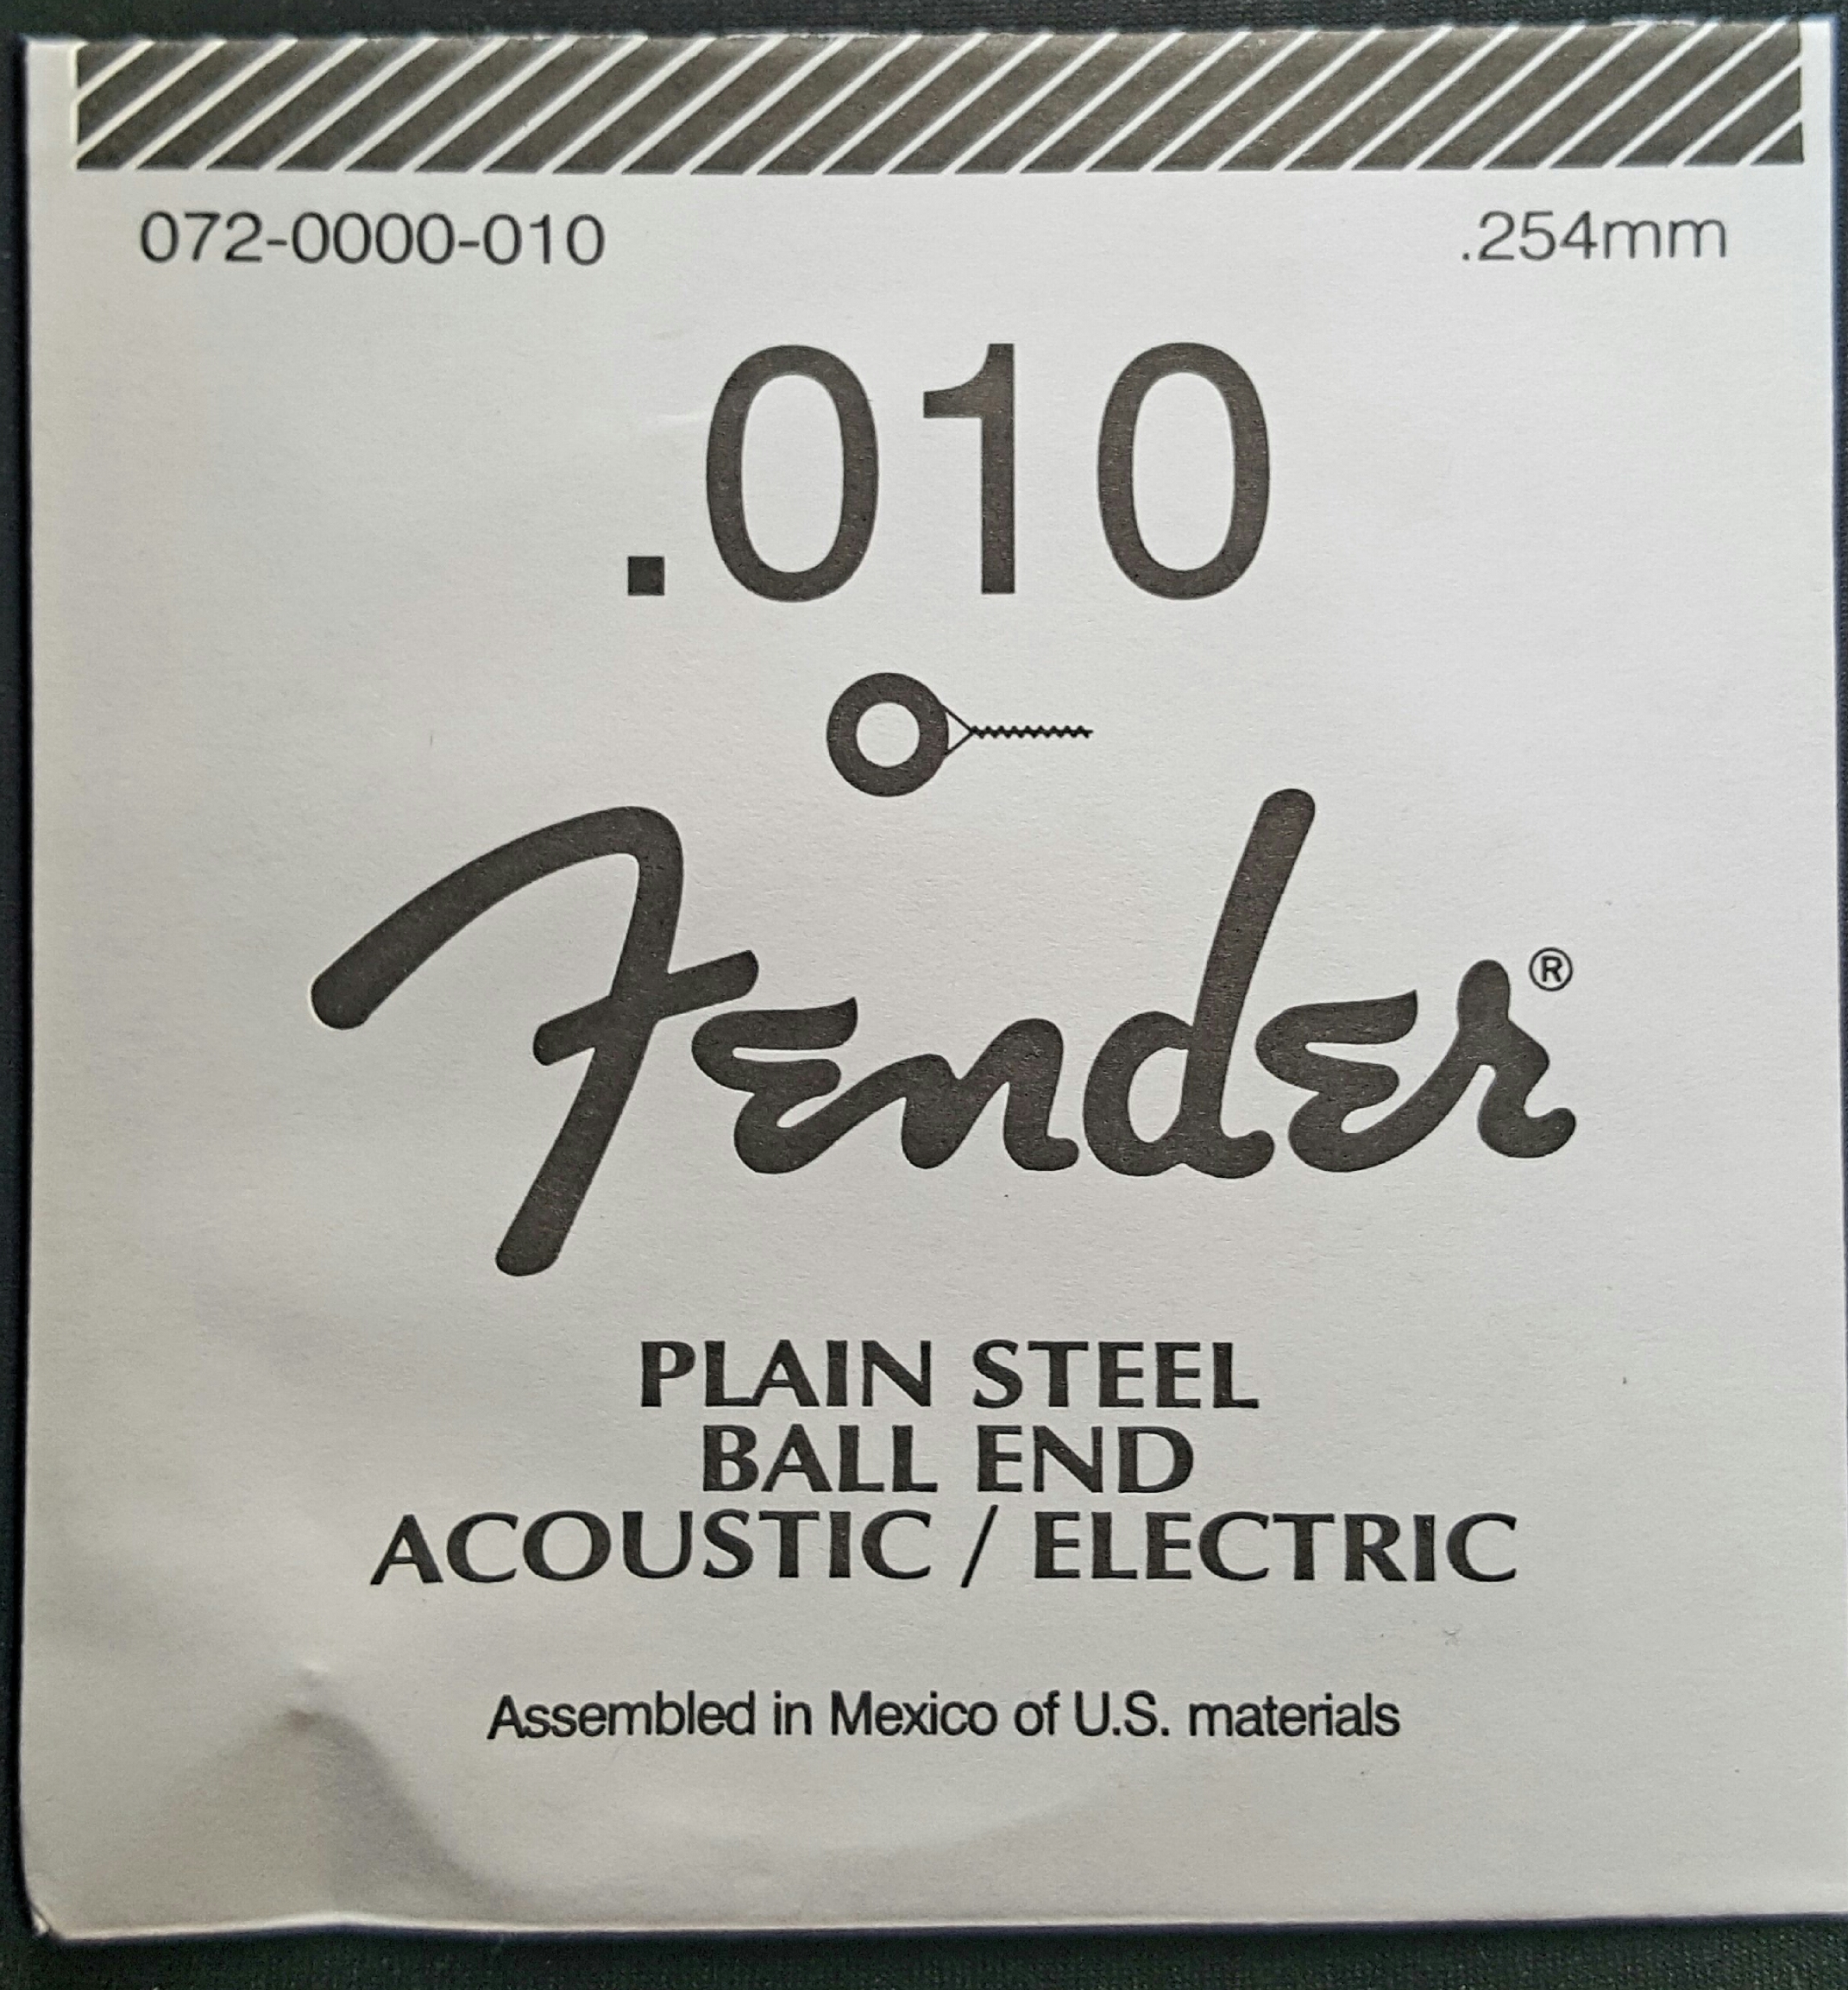 072-0000-010 .254mm
.010
Fender®
PLAIN STEEL
BALL END
ACOUSTIC / ELECTRIC
Assembled in Mexico of U.S. materials